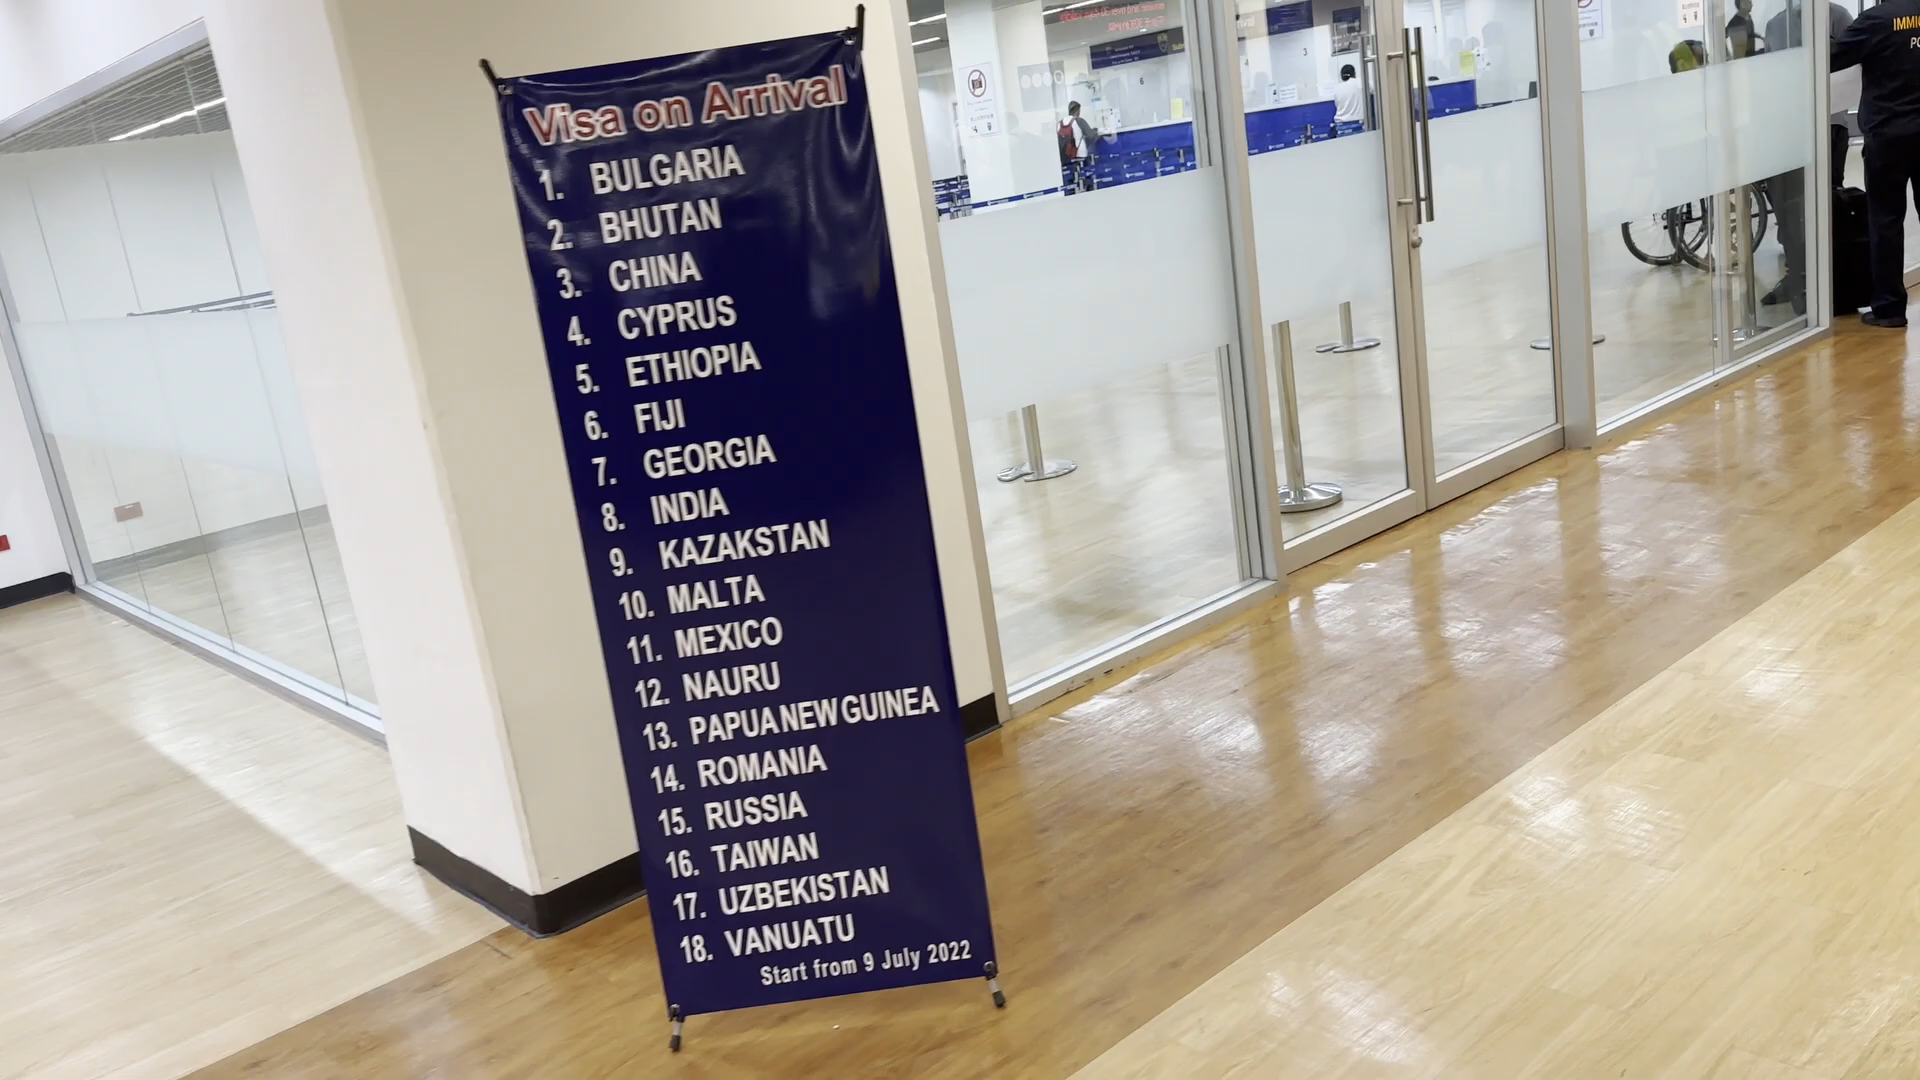 Visa on Arrival
1. BULGARIA
2. BHUTAN
3. CHINA
4. CYPRUS
5. ETHIOPIA
6. FIJI
7. GEORGIA
8. INDIA
9. KAZAKSTAN
10. MALTA
11. MEXICO
12. NAURU
13. PAPUA NEW GUINEA
14. ROMANIA
15. RUSSIA
16. TAIWAN
17. UZBEKISTAN
18. VANUATU
Start from 9 July 2022
6
3